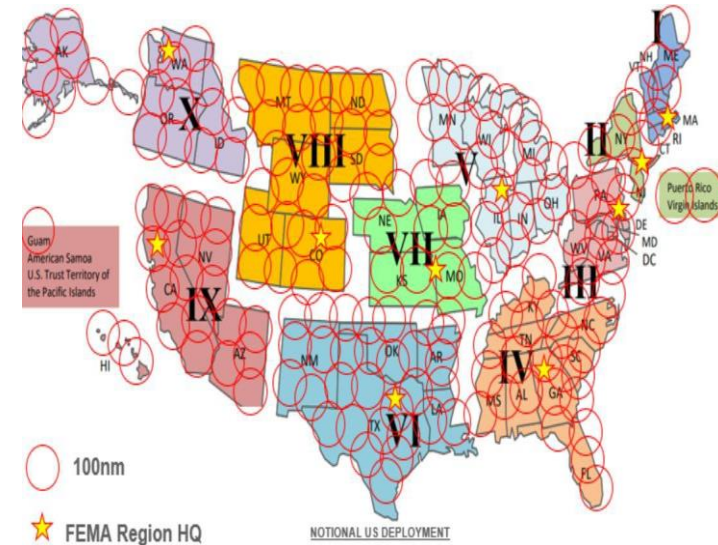 I
AK
WA
NH
ME
VT
MT
ND
MN
OR
X
ID
VIII
SD
WI
MI
II
NY
MA
RI
CT
WY
V
PA
NJ
Puerto Rico
Virgin Islands
NE
IA
IL
IN
OH
DE
MD
DC
Guam
American Samoa
U.S. Trust Territory of
the Pacific Islands
NV
UT
CO
VII
KS
MO
WV
VA
III
CA
IX
AZ
HI
NM
OK
AR
TN
NC
SC
IV
MS
AL
GA
TX
VI
LA
FL
100nm
FEMA Region HQ
NOTIONAL US DEPLOYMENT